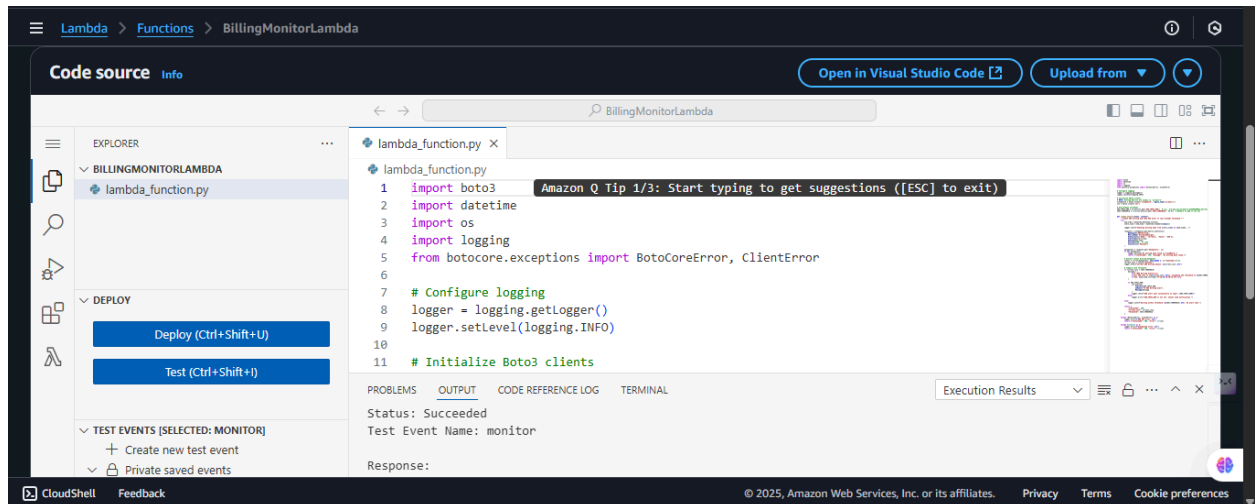 Lambda > Functions > BillingMonitorLambda
Code source Info
Open in Visual Studio Code
Upload from
BillingMonitorLambda
EXPLORER
BILLINGMONITORLAMBDA
lambda_function.py
DEPLOY
Deploy (Ctrl+Shift+U)
Test (Ctrl+Shift+I)
TEST EVENTS [SELECTED: MONITOR]
Create new test event
Private saved events
lambda_function.py
lambda_function.py
1 import boto3 Amazon Q Tip 1/3: Start typing to get suggestions ([ESC] to exit)
2 import datetime
3 import os
4 import logging
5 from botocore.exceptions import BotoCoreError, ClientError
6
7 # Configure logging
8 logger = logging.getLogger()
9 logger.setLevel(logging.INFO)
10
11 # Initialize Boto3 clients
PROBLEMS OUTPUT CODE REFERENCE LOG TERMINAL
Execution Results
Status: Succeeded
Test Event Name: monitor
Response:
CloudShell Feedback
© 2025, Amazon Web Services, Inc. or its affiliates. Privacy Terms Cookie preferences